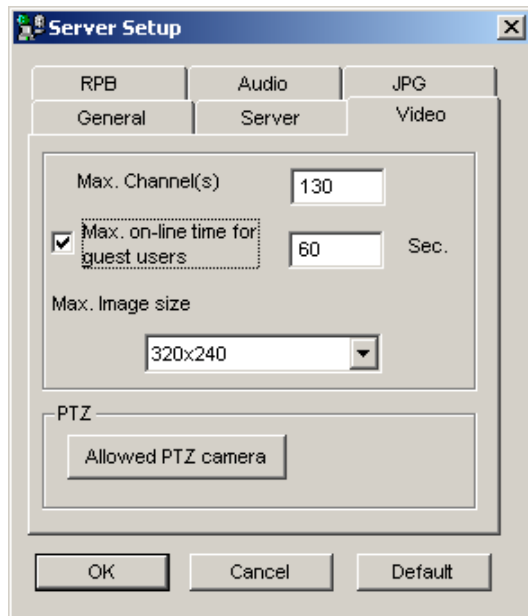 Server Setup
RPB Audio JPG
General Server Video
Max. Channel(s) 130
Max. on-line time for
guest users 60 Sec.
Max. Image size
320x240
PTZ
Allowed PTZ camera
OK Cancel Default